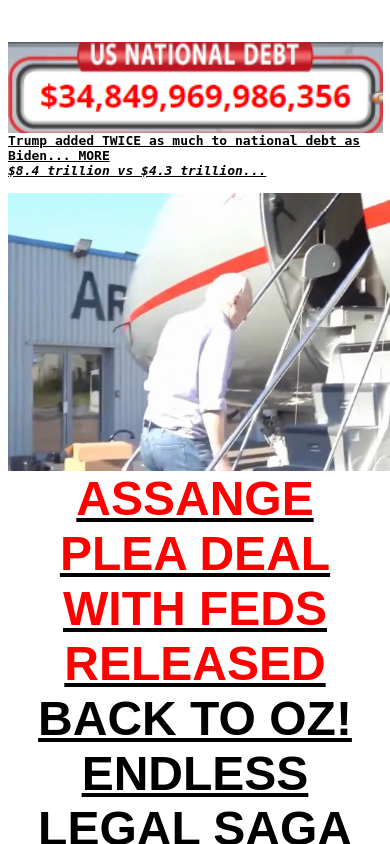 US NATIONAL DEBT
$34,849,969,986,356
Trump added TWICE as much to national debt as
Biden... MORE
$8.4 trillion vs $4.3 trillion...
AR
ASSANGE
PLEA DEAL
WITH FEDS
RELEASED
BACK TO OZ!
ENDLESS
LEGAL SAGA